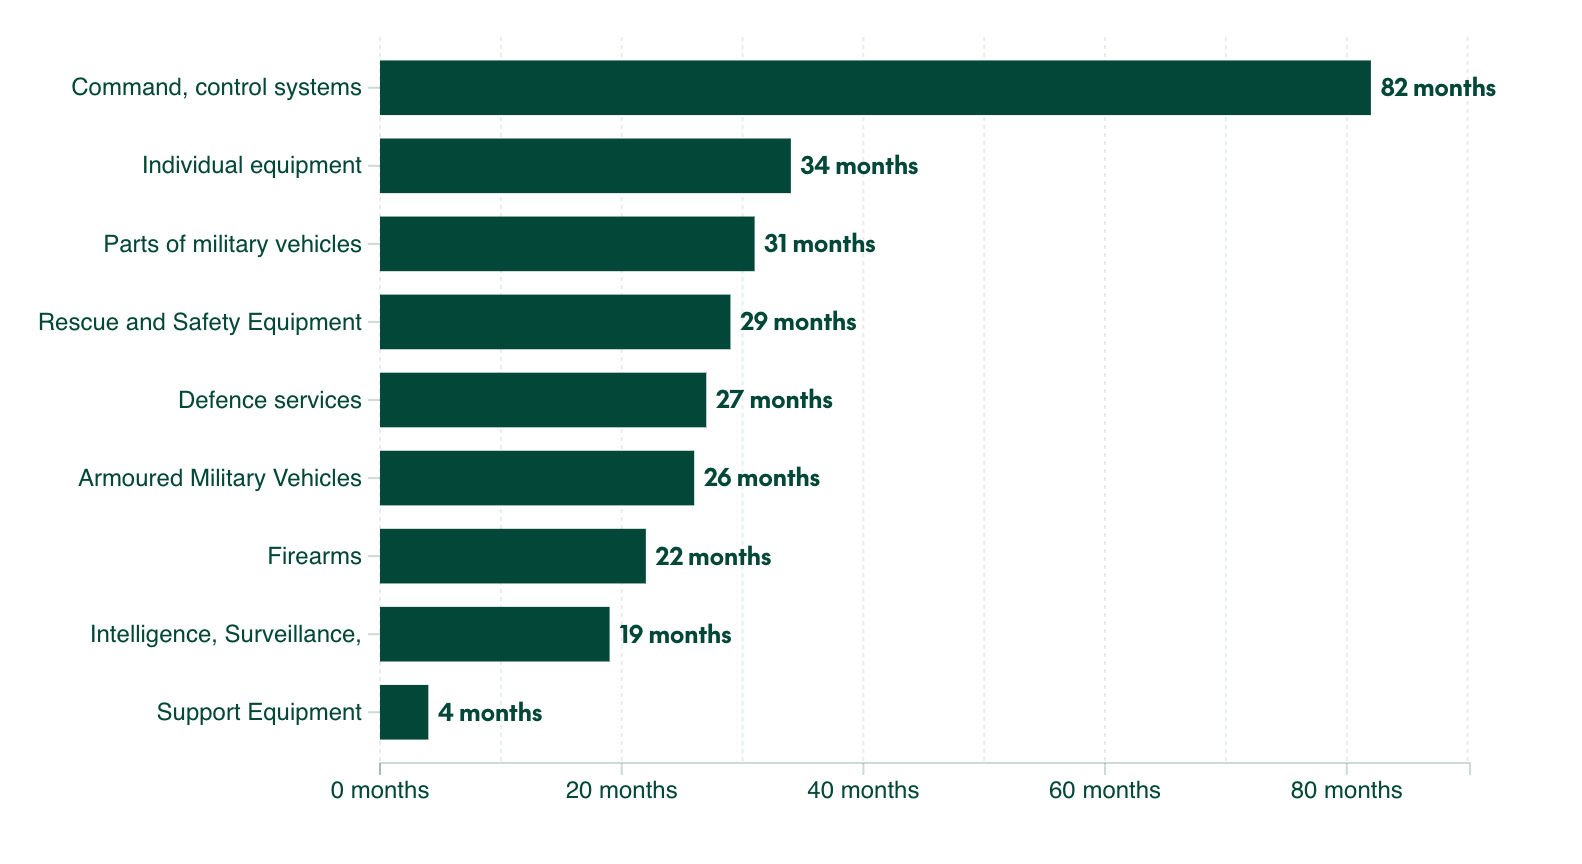 Command, control systems
82 months
Individual equipment
34 months
Parts of military vehicles
31 months
Rescue and Safety Equipment
29 months
Defence services
27 months
Armoured Military Vehicles
26 months
Firearms
22 months
Intelligence, Surveillance,
19 months
Support Equipment
4 months
0 months
20 months
40 months
60 months
80 months